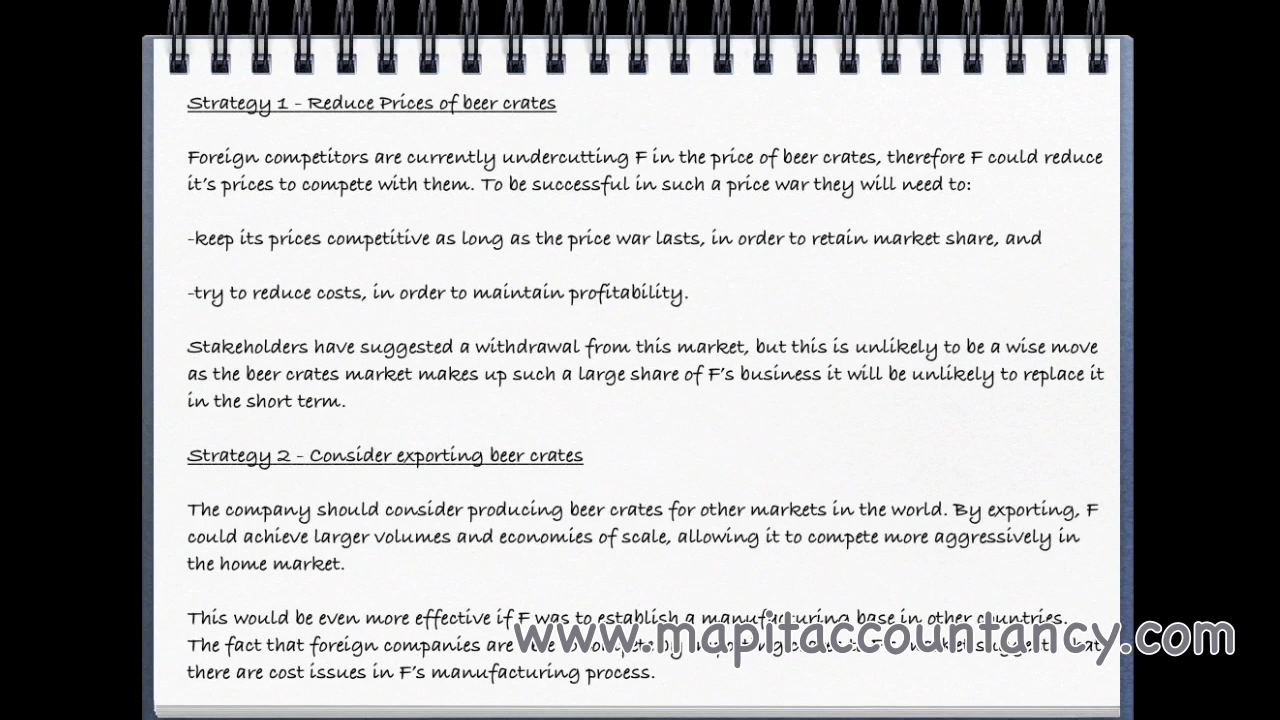 Strategy 1 - Reduce Prices of beer crates
Foreign competitors are currently undercutting F in the price of beer crates, therefore F could reduce
it's prices to compete with them. To be successful in such a price war they will need to:
-keep its prices competitive as long as the price war lasts, in order to retain market share, and
-try to reduce costs, in order to maintain profitability.
Stakeholders have suggested a withdrawal from this market, but this is unlikely to be a wise move
as the beer crates market makes up such a large share of F's business it will be unlikely to replace it
in the short term.
Strategy 2 - Consider exporting beer crates
The company should consider producing beer crates for other markets in the world. By exporting, F
could achieve larger volumes and economies of scale, allowing it to compete more aggressively in
the home market.
This would be even more effective if F was to establish a manufacturing base in other countries.
The fact that foreign companies are
there are cost issues in F's manufacturing process.
www.mapitaccountancy.com